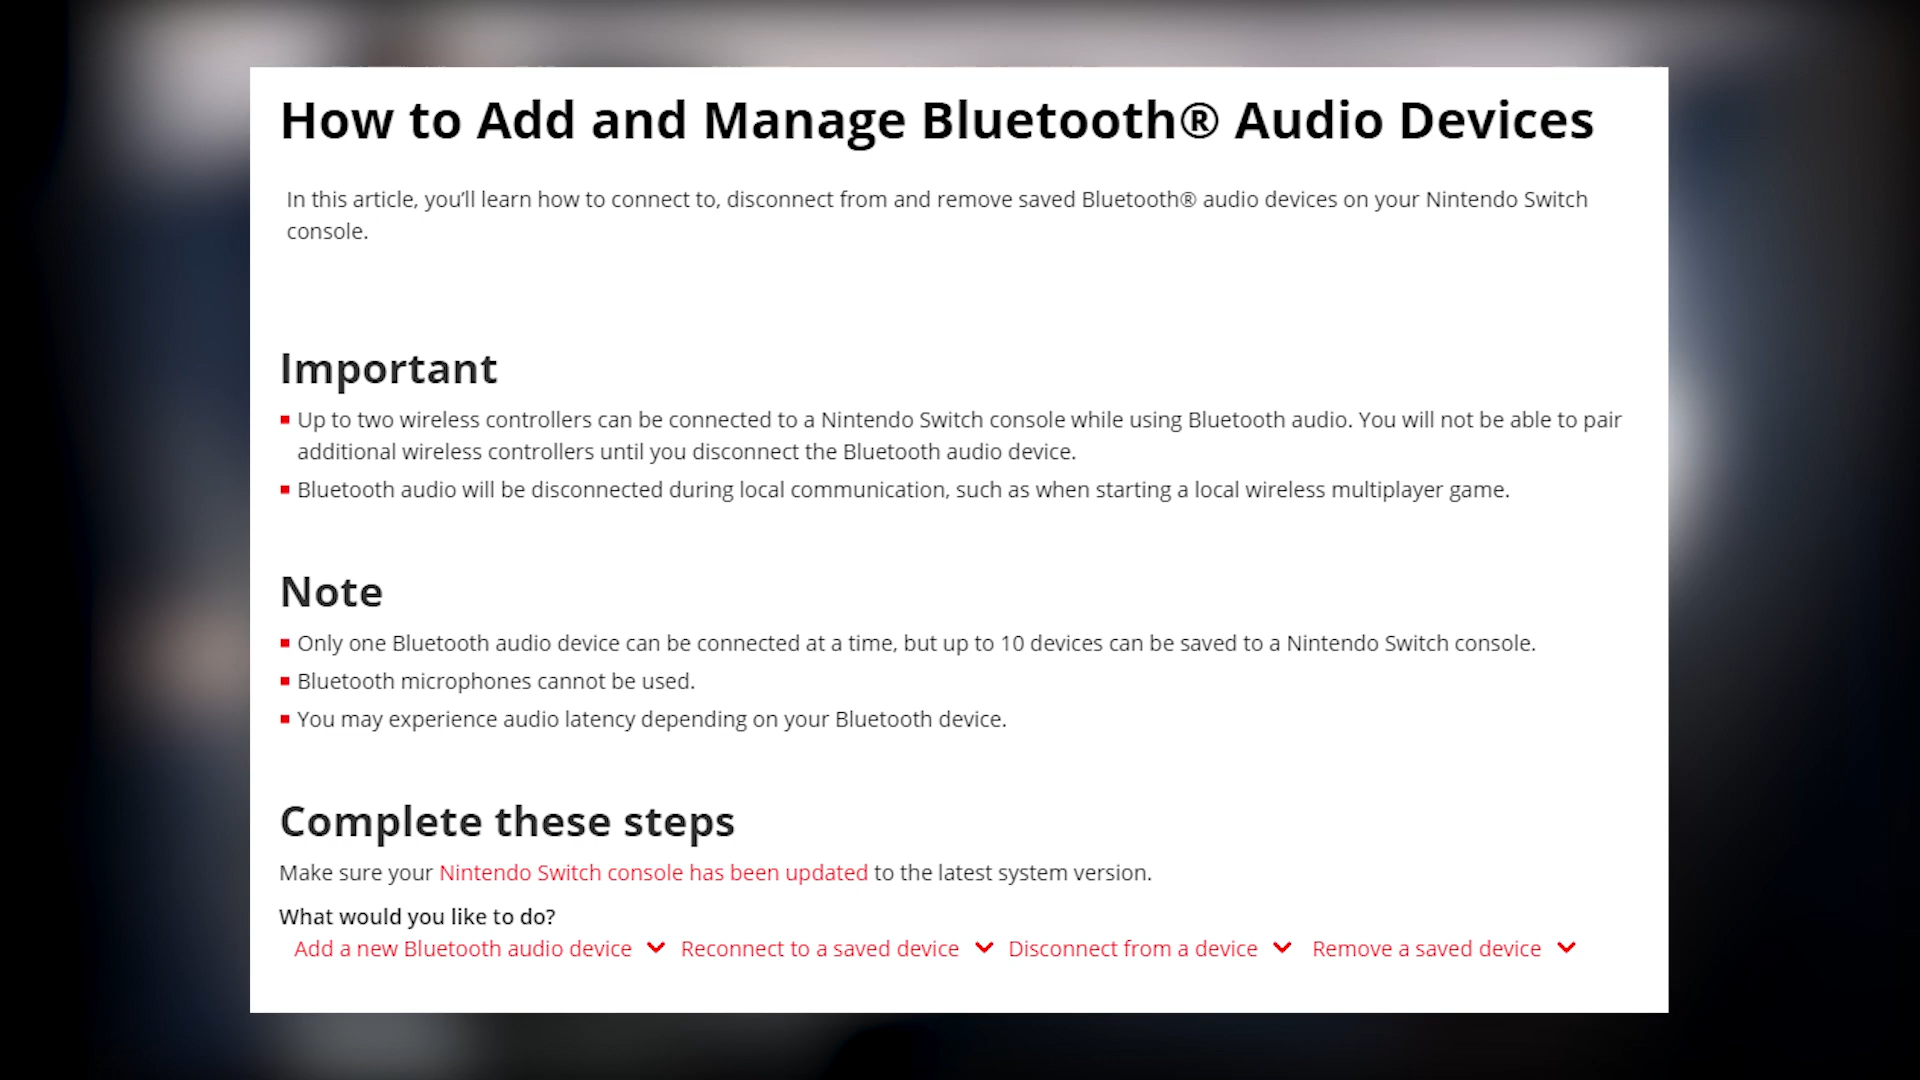 How to Add and Manage Bluetooth® Audio Devices
In this article, you’ll learn how to connect to, disconnect from and remove saved Bluetooth® audio devices on your Nintendo Switch
console.
Important
Up to two wireless controllers can be connected to a Nintendo Switch console while using Bluetooth audio. You will not be able to pair
additional wireless controllers until you disconnect the Bluetooth audio device.
Bluetooth audio will be disconnected during local communication, such as when starting a local wireless multiplayer game.
Note
Only one Bluetooth audio device can be connected at a time, but up to 10 devices can be saved to a Nintendo Switch console.
Bluetooth microphones cannot be used.
You may experience audio latency depending on your Bluetooth device.
Complete these steps
Make sure your Nintendo Switch console has been updated to the latest system version.
What would you like to do?
Add a new Bluetooth audio device Reconnect to a saved device Disconnect from a device Remove a saved device